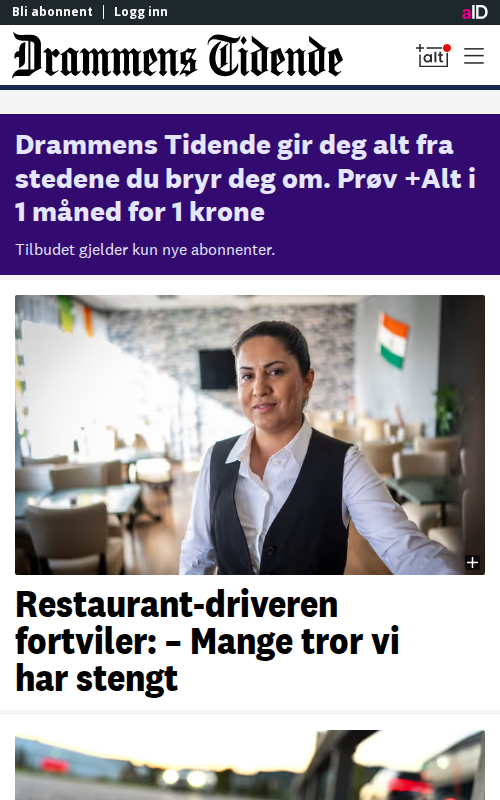 Bli abonnent | Logg inn
aID
Drammens Tidende
+alt
Drammens Tidende gir deg alt fra
stedene du bryr deg om. Prøv +Alt i
1 måned for 1 krone
Tilbudet gjelder kun nye abonnenter.
Restaurant-driveren
fortviler: – Mange tror vi
har stengt